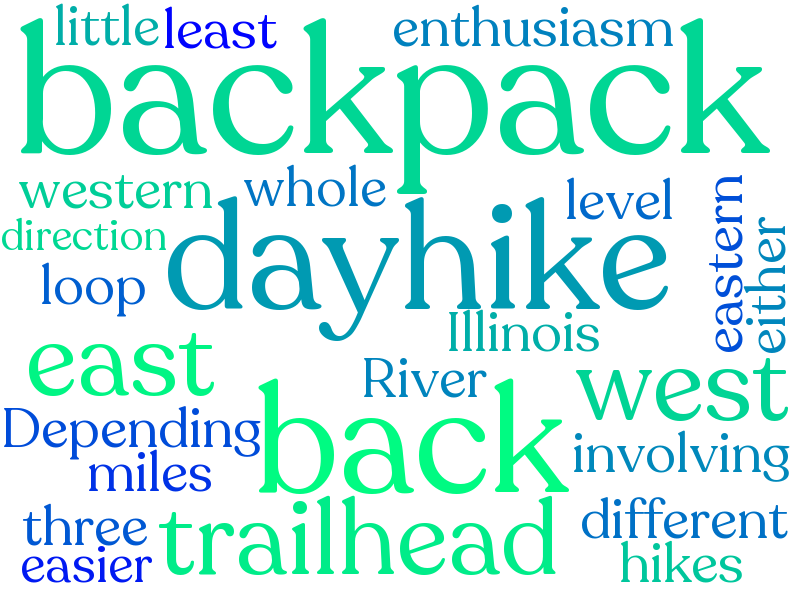 little least enthusiasm
backpack
western whole level
direction
dayhike
eastern
either
loop
Illinois
east
River
west
back
Depending
involving
miles
three
trailhead
different
easier
hikes